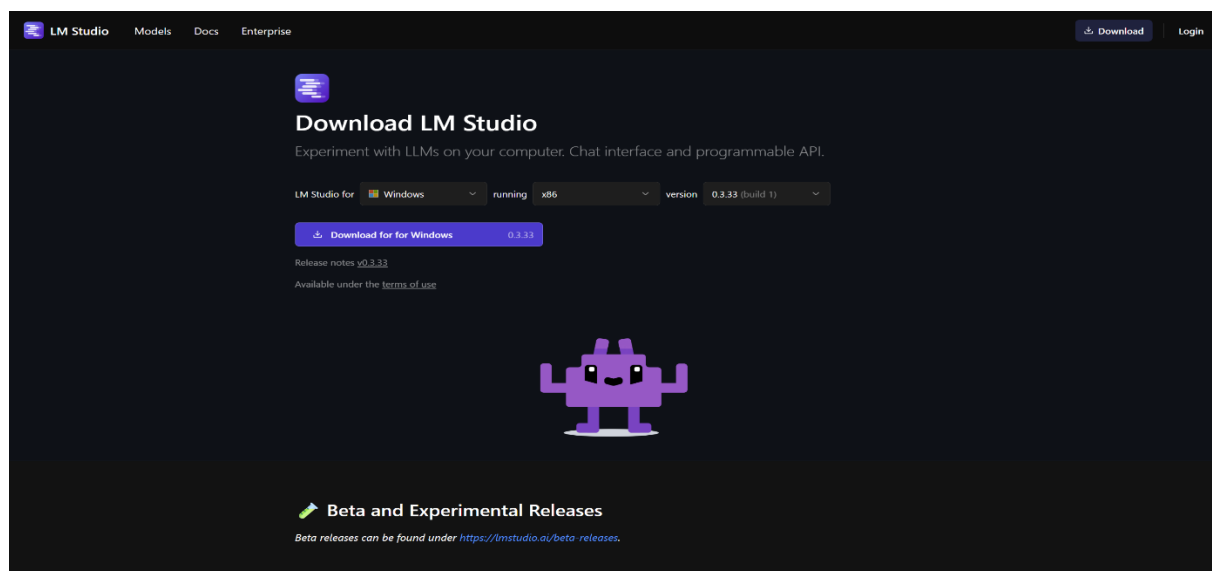 LM Studio Models Docs Enterprise Download Login
Download LM Studio
Experiment with LLMs on your computer. Chat interface and programmable API.
LM Studio for Windows running x86 version 0.3.33 (build 1)
Download for for Windows 0.3.33
Release notes v0.3.33
Available under the terms of use
Beta and Experimental Releases
Beta releases can be found under https://lmstudio.ai/beta-releases.